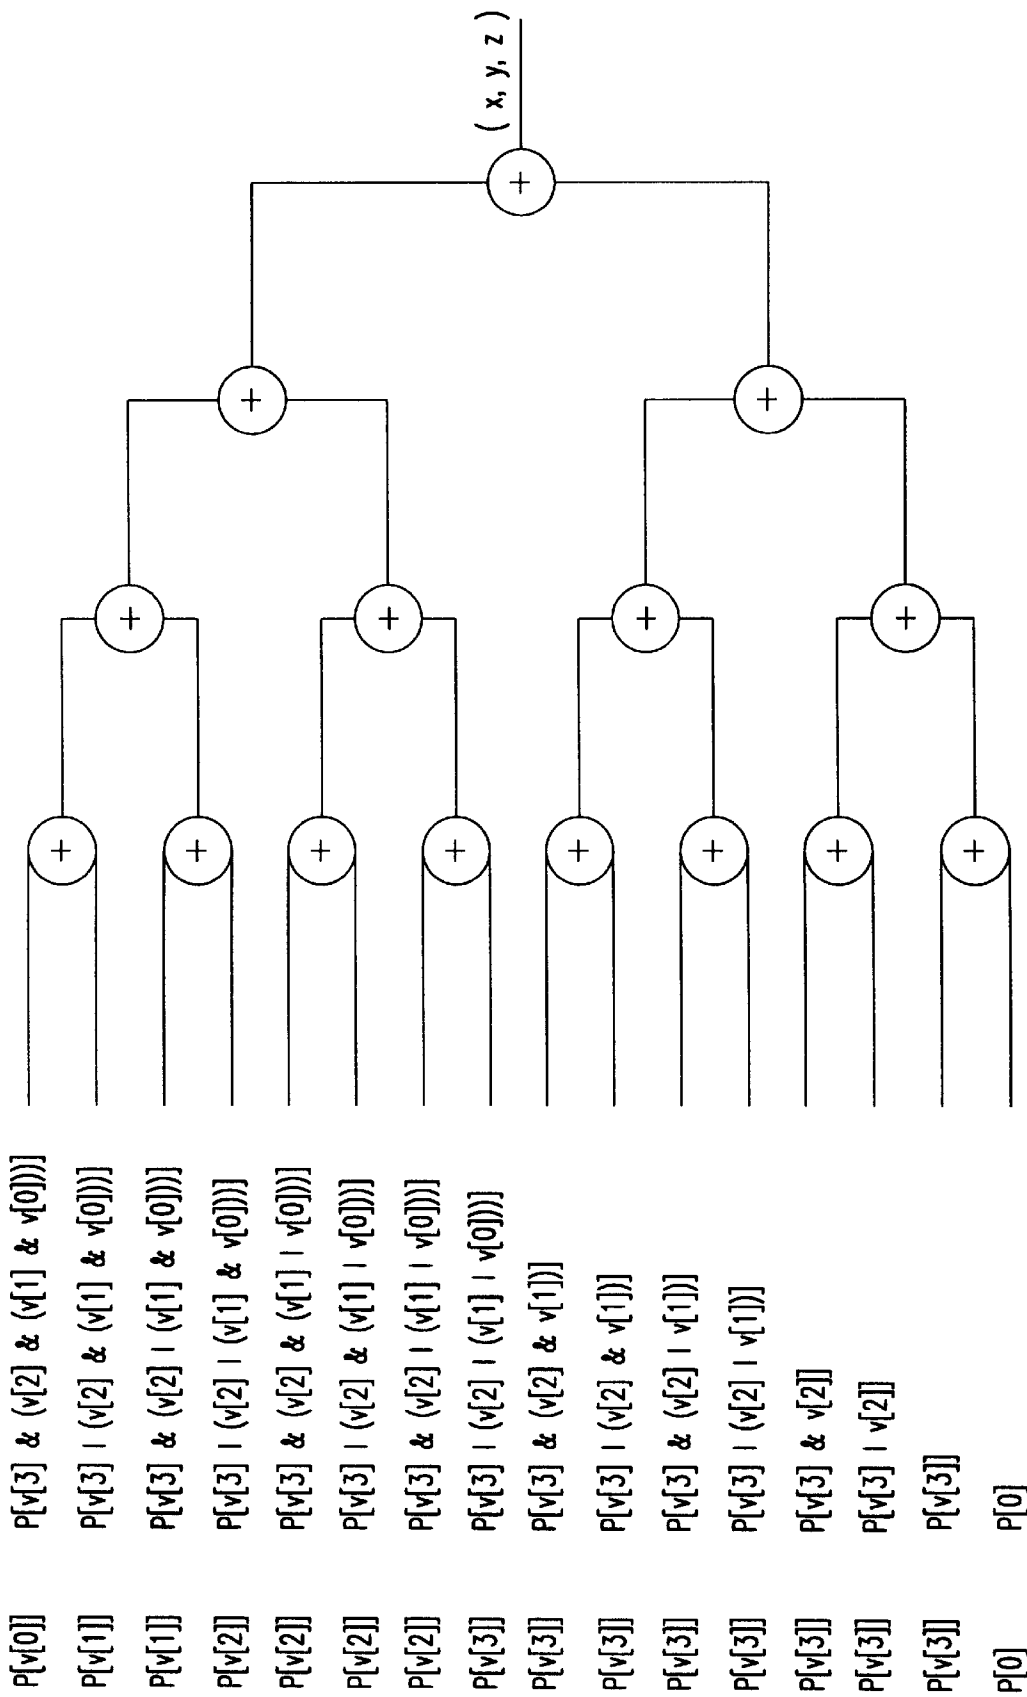 P[v[0]] P[v[3] & (v[2] & (v[1] & v[0]))]
P[v[1]] P[v[3] | (v[2] & (v[1] & v[0]))]
P[v[1]] P[v[3] & (v[2] | (v[1] & v[0]))]
P[v[2]] P[v[3] | (v[2] | (v[1] & v[0]))]
P[v[2]] P[v[3] & (v[2] & (v[1] | v[0]))]
P[v[2]] P[v[3] | (v[2] & (v[1] | v[0]))]
P[v[2]] P[v[3] & (v[2] | (v[1] | v[0]))]
P[v[3]] P[v[3] | (v[2] | (v[1] | v[0]))]
P[v[3]] P[v[3] & (v[2] & v[1])]
P[v[3]] P[v[3] | (v[2] & v[1])]
P[v[3]] P[v[3] & (v[2] | v[1])]
P[v[3]] P[v[3] | (v[2] | v[1])]
P[v[3]] P[v[3] & v[2]]
P[v[3]] P[v[3] | v[2]]
P[v[3]] P[v[3]]
P[0] P[0]
+ + + + + + + +
+ + + +
+ +
+
( x, y, z )